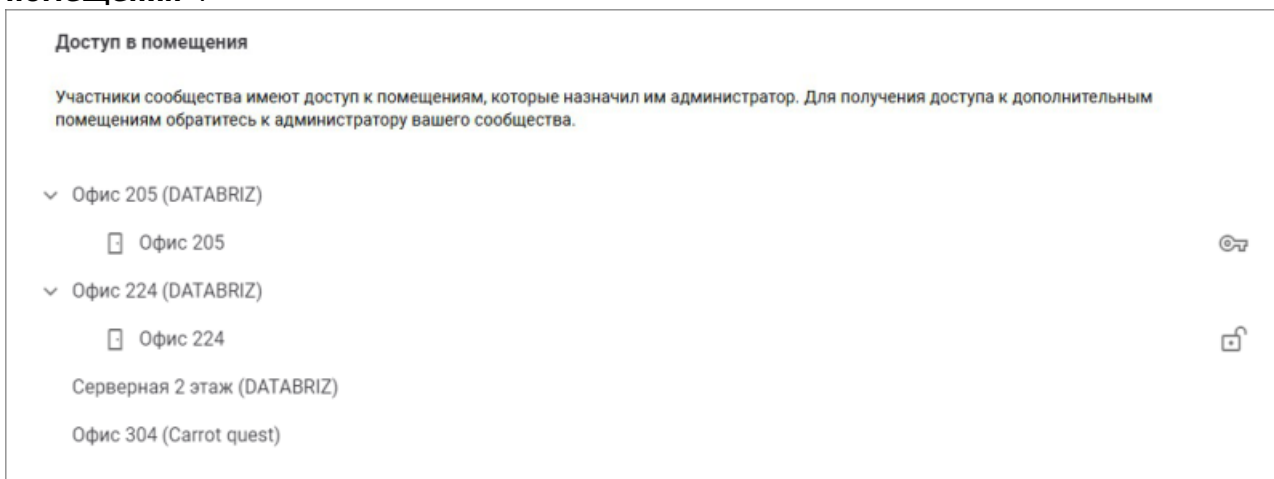 Доступ в помещения
Участники сообщества имеют доступ к помещениям, которые назначил им администратор. Для получения доступа к дополнительным
помещениям обратитесь к администратору вашего сообщества.
Офис 205 (DATABRIZ)
Офис 205
Офис 224 (DATABRIZ)
Офис 224
Серверная 2 этаж (DATABRIZ)
Офис 304 (Carrot quest)